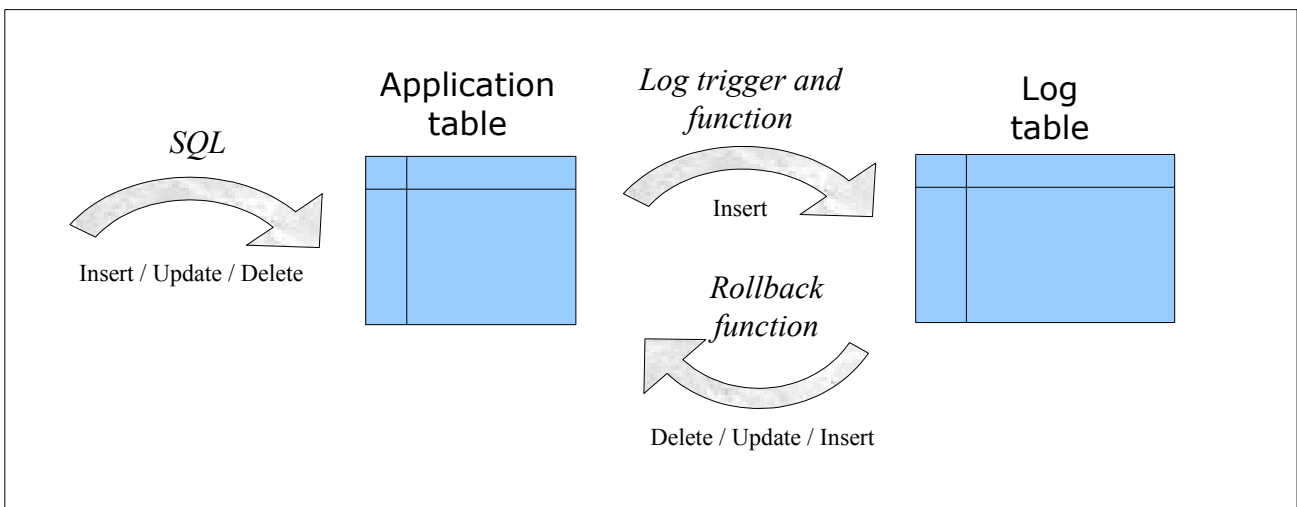 Application
table
Log trigger and
function
Log
table
SQL
Insert
Insert / Update / Delete
Rollback
function
Delete / Update / Insert